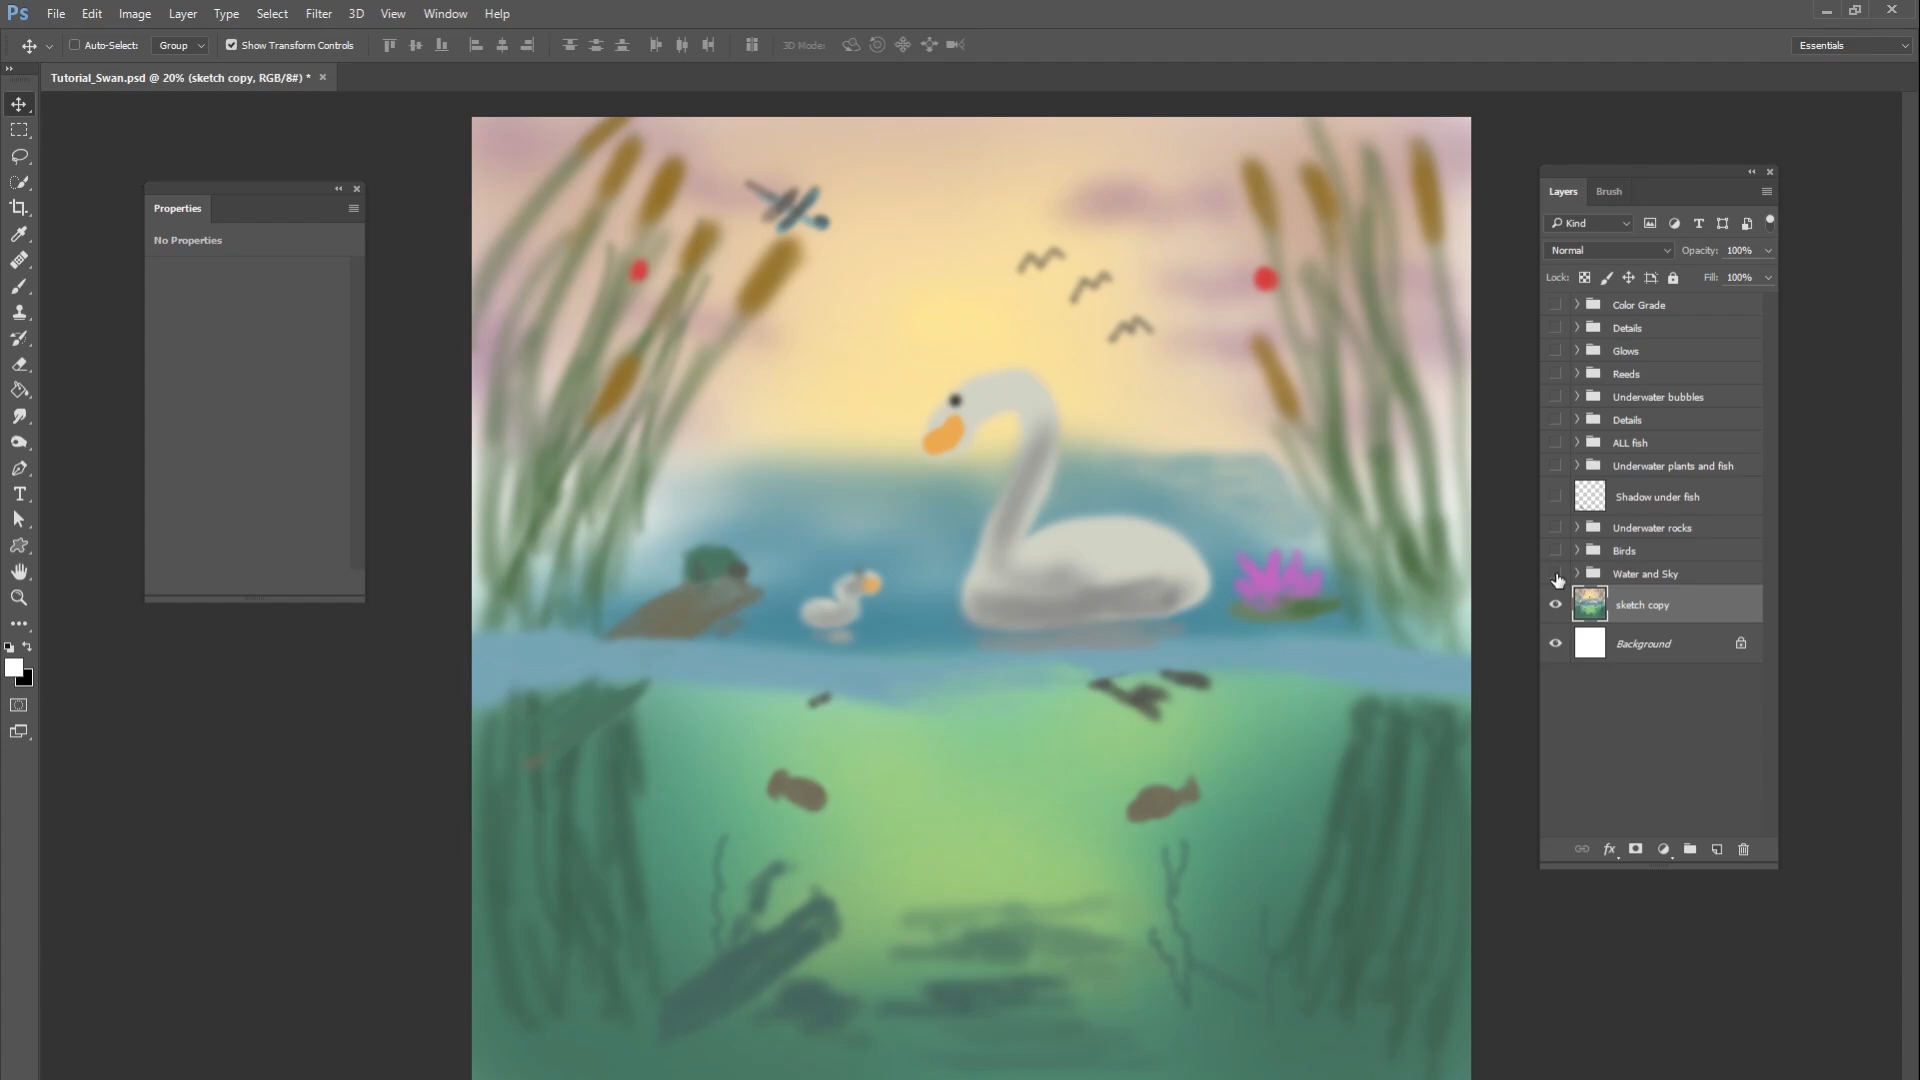 Ps File Edit Image Layer Type Select Filter 3D View Window Help
Auto-Select: Group Show Transform Controls 3D Mode: Essentials
Tutorial_Swan.psd @ 20% (sketch copy, RGB/8#) * ×
Properties
No Properties
Layers Brush
Kind
Normal Opacity: 100%
Lock: Fill: 100%
Color Grade
Details
Glows
Reeds
Underwater bubbles
Details
ALL fish
Underwater plants and fish
Shadow under fish
Underwater rocks
Birds
Water and Sky
sketch copy
Background
fx